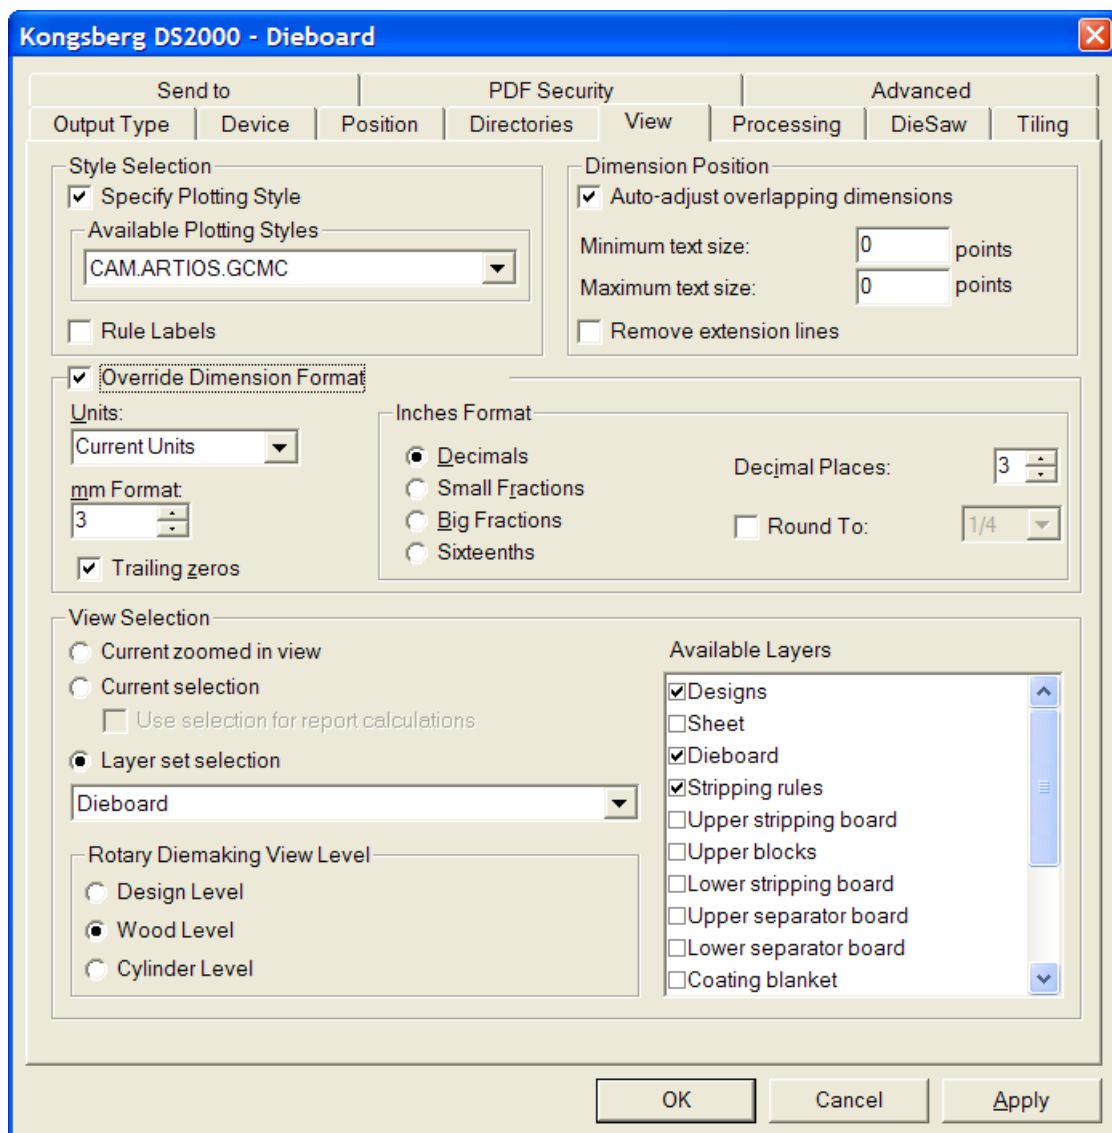 Kongsberg DS2000 - Dieboard
Send to PDF Security Advanced
Output Type Device Position Directories View Processing DieSaw Tiling
Style Selection
Specify Plotting Style
Available Plotting Styles
CAM.ARTIOS.GCMC
Rule Labels
Dimension Position
Auto-adjust overlapping dimensions
Minimum text size: 0 points
Maximum text size: 0 points
Remove extension lines
Override Dimension Format
Units:
Current Units
mm Format:
3
Trailing zeros
Inches Format
Decimals
Small Fractions
Big Fractions
Sixteenths
Decimal Places: 3
Round To: 1/4
View Selection
Current zoomed in view
Current selection
Use selection for report calculations
Layer set selection
Dieboard
Rotary Diemaking View Level
Design Level
Wood Level
Cylinder Level
Available Layers
Designs
Sheet
Dieboard
Stripping rules
Upper stripping board
Upper blocks
Lower stripping board
Upper separator board
Lower separator board
Coating blanket
OK Cancel Apply